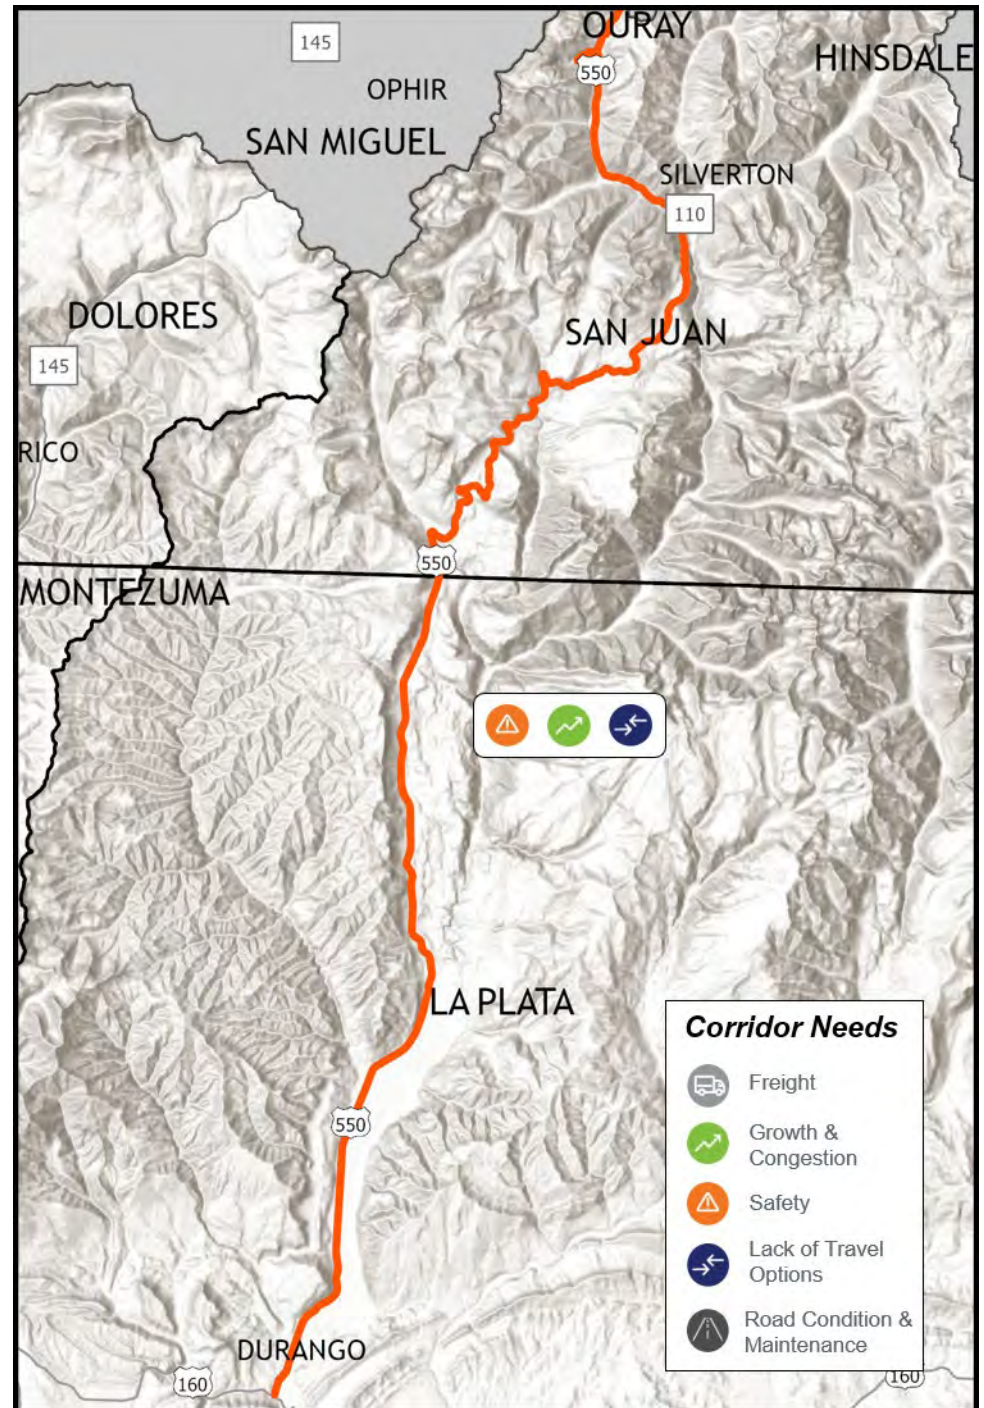 OURAY
145
HINSDALE
550
OPHIR
SAN MIGUEL
SILVERTON
110
DOLORES
SAN JUAN
145
RICO
550
MONTEZUMA
LA PLATA
Corridor Needs
Freight
Growth &
Congestion
Safety
Lack of Travel
Options
Road Condition &
Maintenance
550
DURANGO
160
160